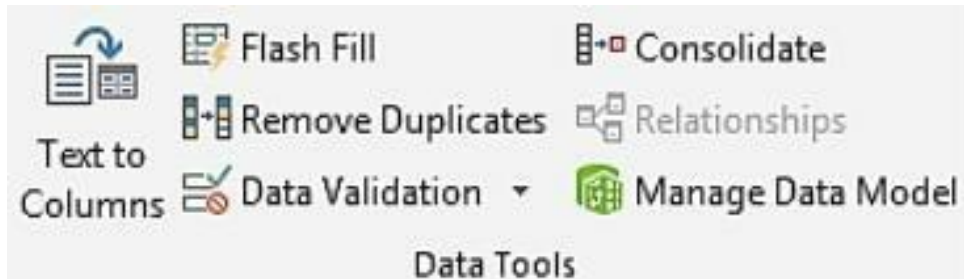 Text to
Columns
Flash Fill
Remove Duplicates
Data Validation
Consolidate
Relationships
Manage Data Model
Data Tools